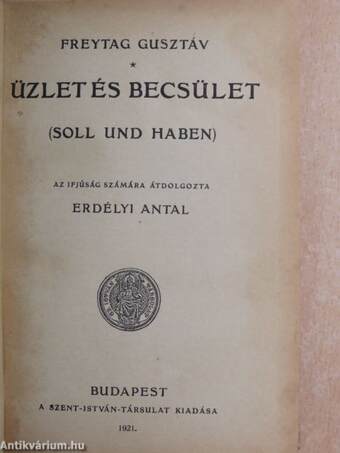 FREYTAG GUSZTÁV
*
ÜZLET ÉS BECSÜLET
(SOLL UND HABEN)
AZ IFJÚSÁG SZÁMÁRA ÁTDOLGOZTA
ERDÉLYI ANTAL
BUDAPEST
A SZENT-ISTVÁN-TÁRSULAT KIADÁSA
1921.
Antikvárium.hu